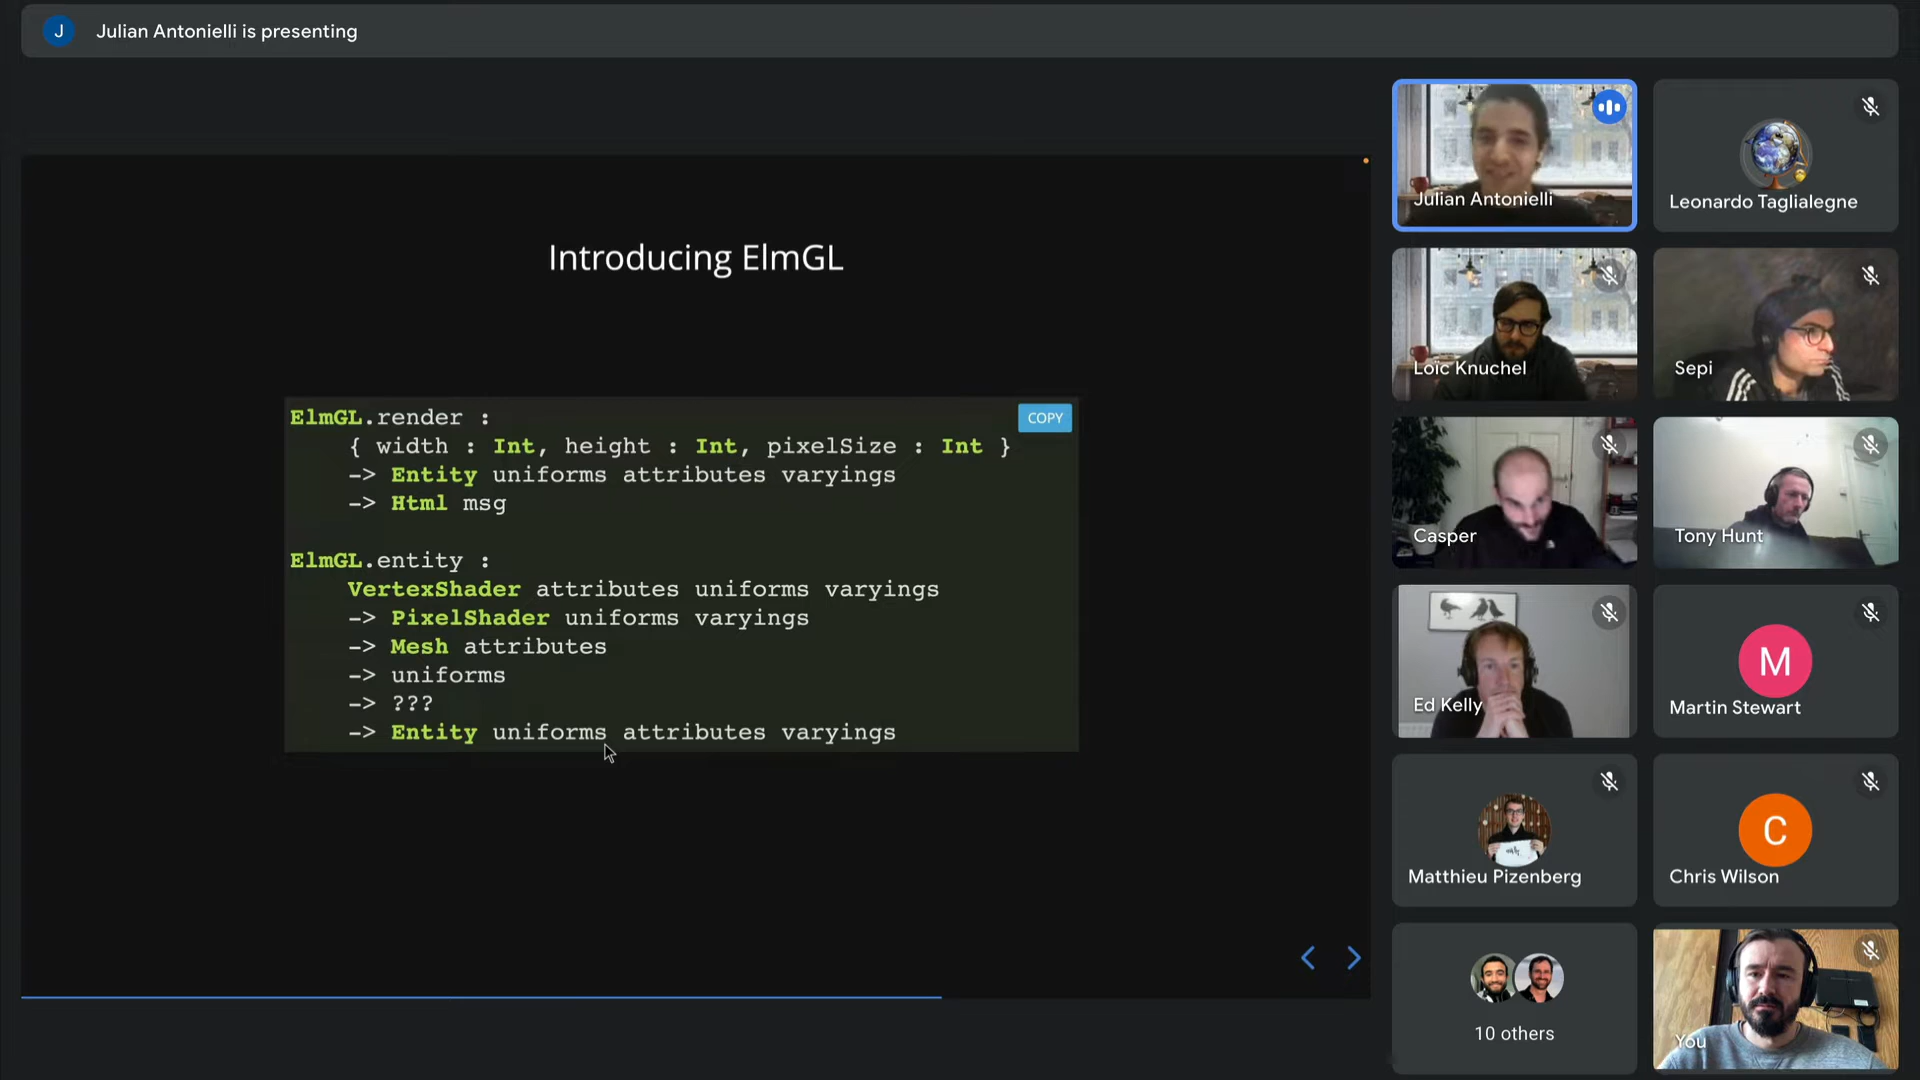 J
Julian Antonielli is presenting
Introducing ElmGL
COPY
ElmGL.render :
    { width : Int, height : Int, pixelSize : Int }
    -> Entity uniforms attributes varyings
    -> Html msg
ElmGL.entity :
    VertexShader attributes uniforms varyings
    -> PixelShader uniforms varyings
    -> Mesh attributes
    -> uniforms
    -> ???
    -> Entity uniforms attributes varyings
Julian Antonielli
Leonardo Taglialegne
Loïc Knuchel
Sepi
Casper
Tony Hunt
Ed Kelly
M
Martin Stewart
Matthieu Pizenberg
C
Chris Wilson
10 others
You